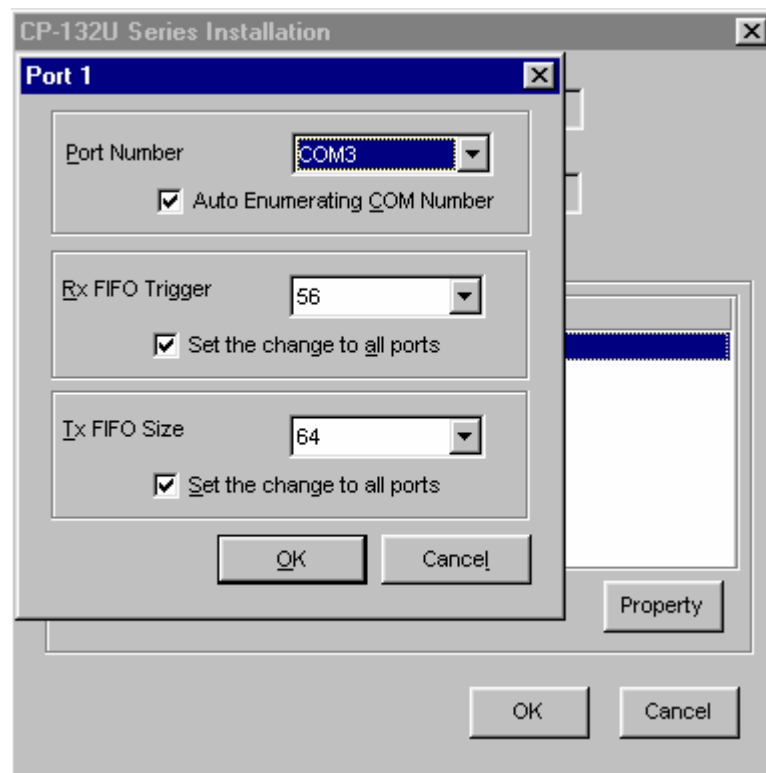 CP-132U Series Installation
Port 1
Port Number
COM3
Auto Enumerating COM Number
Rx FIFO Trigger
56
Set the change to all ports
Tx FIFO Size
64
Set the change to all ports
OK
Cancel
Property
OK
Cancel